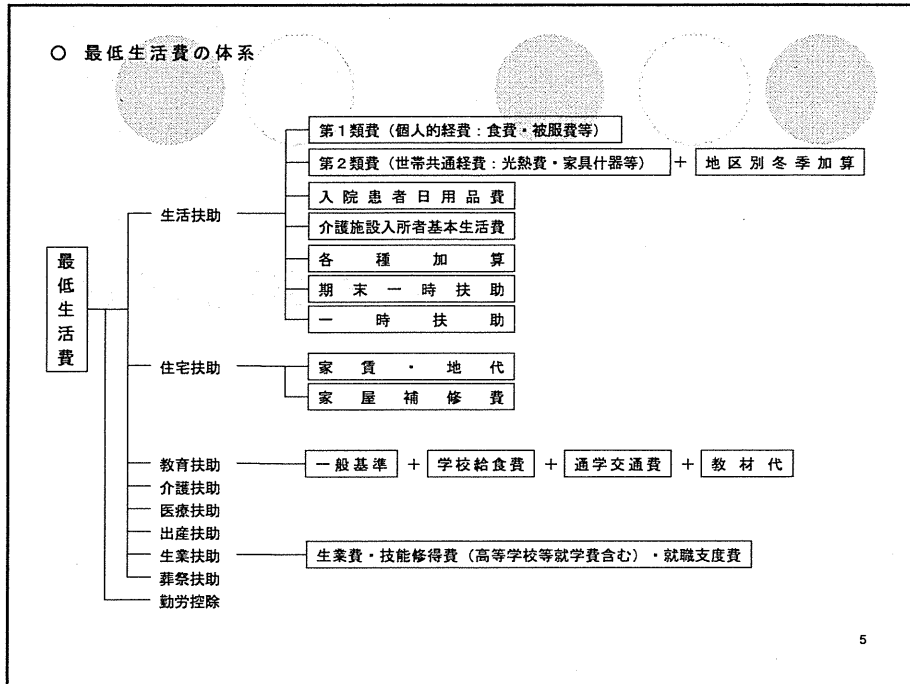 ○ 最低生活費の体系
第1類費（個人的経費：食費・被服費等）
第2類費（世帯共通経費：光熱費・家具什器等） ＋ 地区別冬季加算
入院患者日用品費
生活扶助
介護施設入所者基本生活費
各種加算
期末一時扶助
一時扶助
最低生活費
住宅扶助 家賃・地代
家屋補修費
教育扶助 一般基準 ＋ 学校給食費 ＋ 通学交通費 ＋ 教材代
介護扶助
医療扶助
出産扶助
生業扶助 生業費・技能修得費（高等学校等就学費含む）・就職支度費
葬祭扶助
勤労控除
5